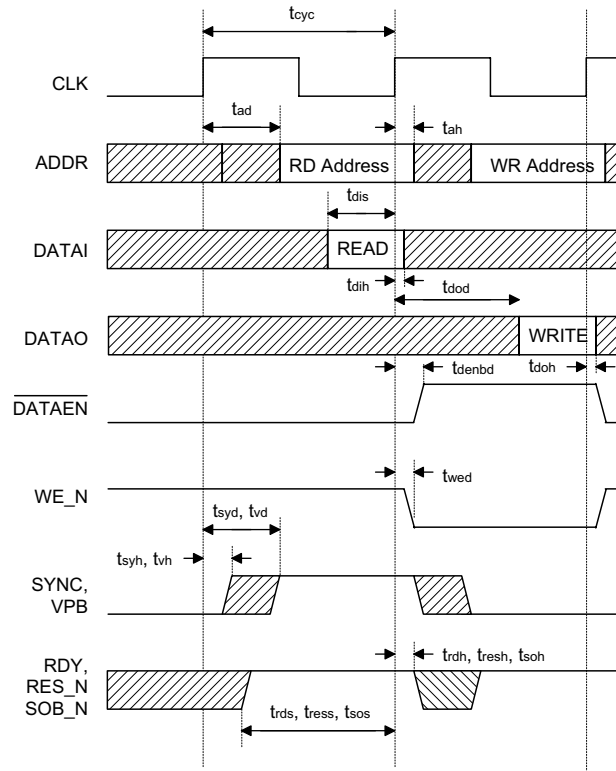 tcyc
CLK
tad
tah
ADDR
RD Address
WR Address
tdis
DATAI
READ
tdih
tdod
DATAO
WRITE
tdenbd
tdoh
DATAEN
WE_N
twed
tsyd, tvd
tsyh, tvh
SYNC,
VPB
RDY,
RES_N
SOB_N
trdh, tresh, tsoh
trds, tress, tsos